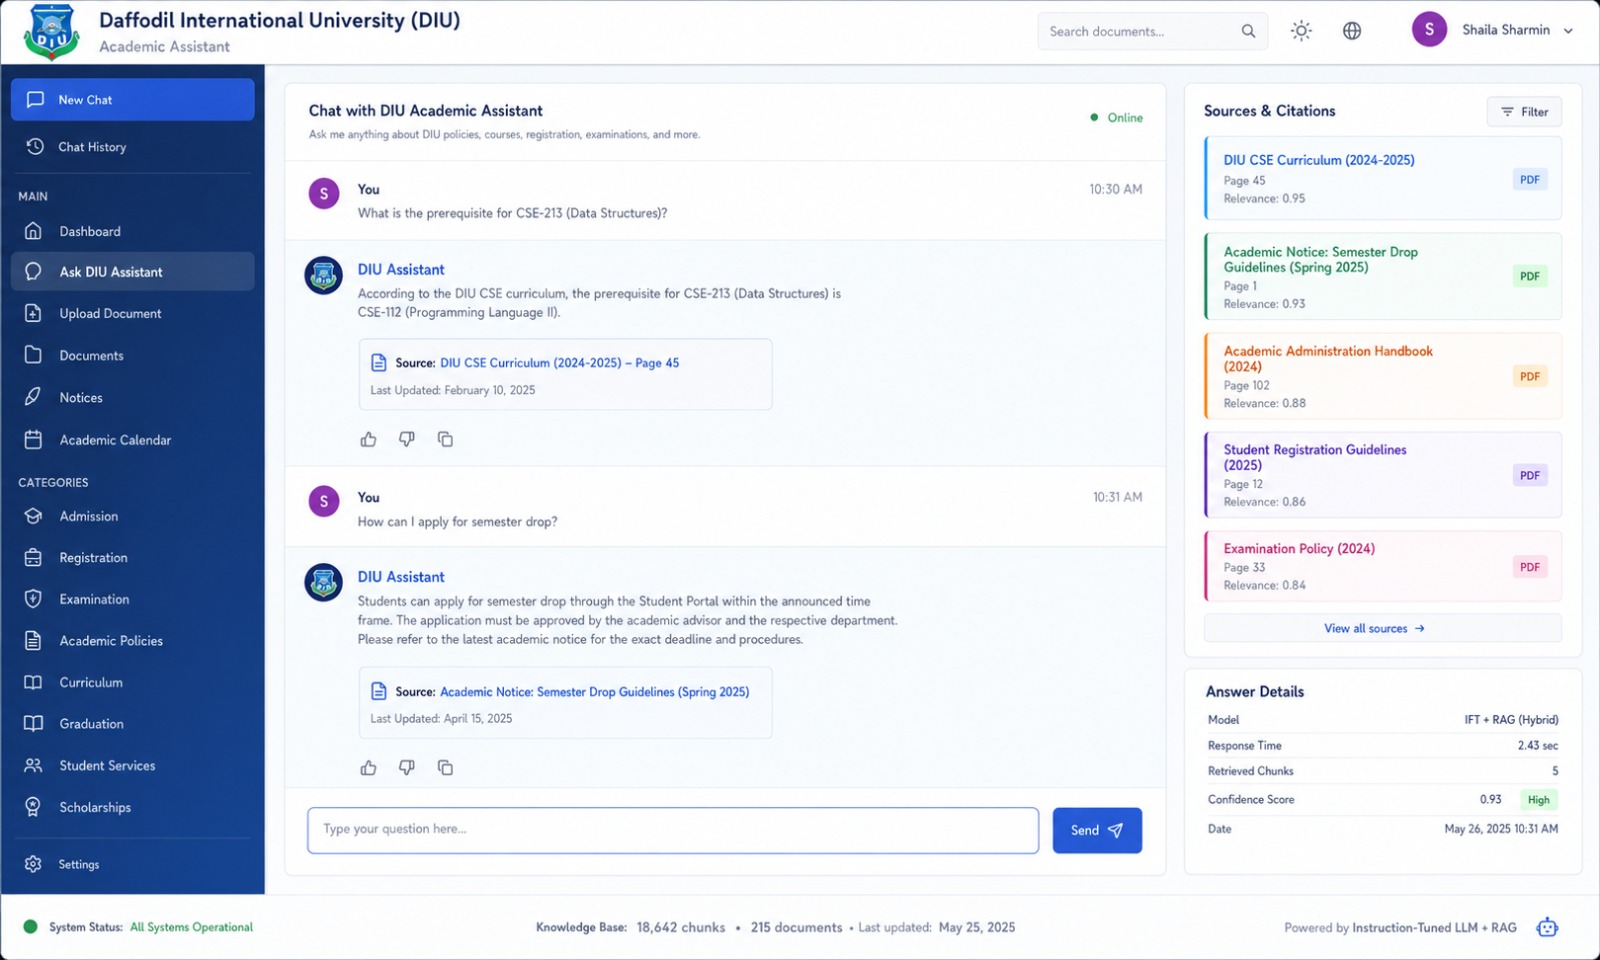 DIU
Daffodil International University (DIU)
Academic Assistant
Search documents...
S
Shaila Sharmin
New Chat
Chat History
MAIN
Dashboard
Ask DIU Assistant
Upload Document
Documents
Notices
Academic Calendar
CATEGORIES
Admission
Registration
Examination
Academic Policies
Curriculum
Graduation
Student Services
Scholarships
Settings
Chat with DIU Academic Assistant
Ask me anything about DIU policies, courses, registration, examinations, and more.
Online
S
You
10:30 AM
What is the prerequisite for CSE-213 (Data Structures)?
DIU Assistant
According to the DIU CSE curriculum, the prerequisite for CSE-213 (Data Structures) is
CSE-112 (Programming Language II).
Source: DIU CSE Curriculum (2024-2025) – Page 45
Last Updated: February 10, 2025
S
You
10:31 AM
How can I apply for semester drop?
DIU Assistant
Students can apply for semester drop through the Student Portal within the announced time
frame. The application must be approved by the academic advisor and the respective department.
Please refer to the latest academic notice for the exact deadline and procedures.
Source: Academic Notice: Semester Drop Guidelines (Spring 2025)
Last Updated: April 15, 2025
Type your question here...
Send
Sources & Citations
Filter
DIU CSE Curriculum (2024-2025)
Page 45
Relevance: 0.95
PDF
Academic Notice: Semester Drop
Guidelines (Spring 2025)
Page 1
Relevance: 0.93
PDF
Academic Administration Handbook
(2024)
Page 102
Relevance: 0.88
PDF
Student Registration Guidelines
(2025)
Page 12
Relevance: 0.86
PDF
Examination Policy (2024)
Page 33
Relevance: 0.84
PDF
View all sources →
Answer Details
Model IFT + RAG (Hybrid)
Response Time 2.43 sec
Retrieved Chunks 5
Confidence Score 0.93 High
Date May 26, 2025 10:31 AM
System Status: All Systems Operational
Knowledge Base: 18,642 chunks • 215 documents • Last updated: May 25, 2025
Powered by Instruction-Tuned LLM + RAG